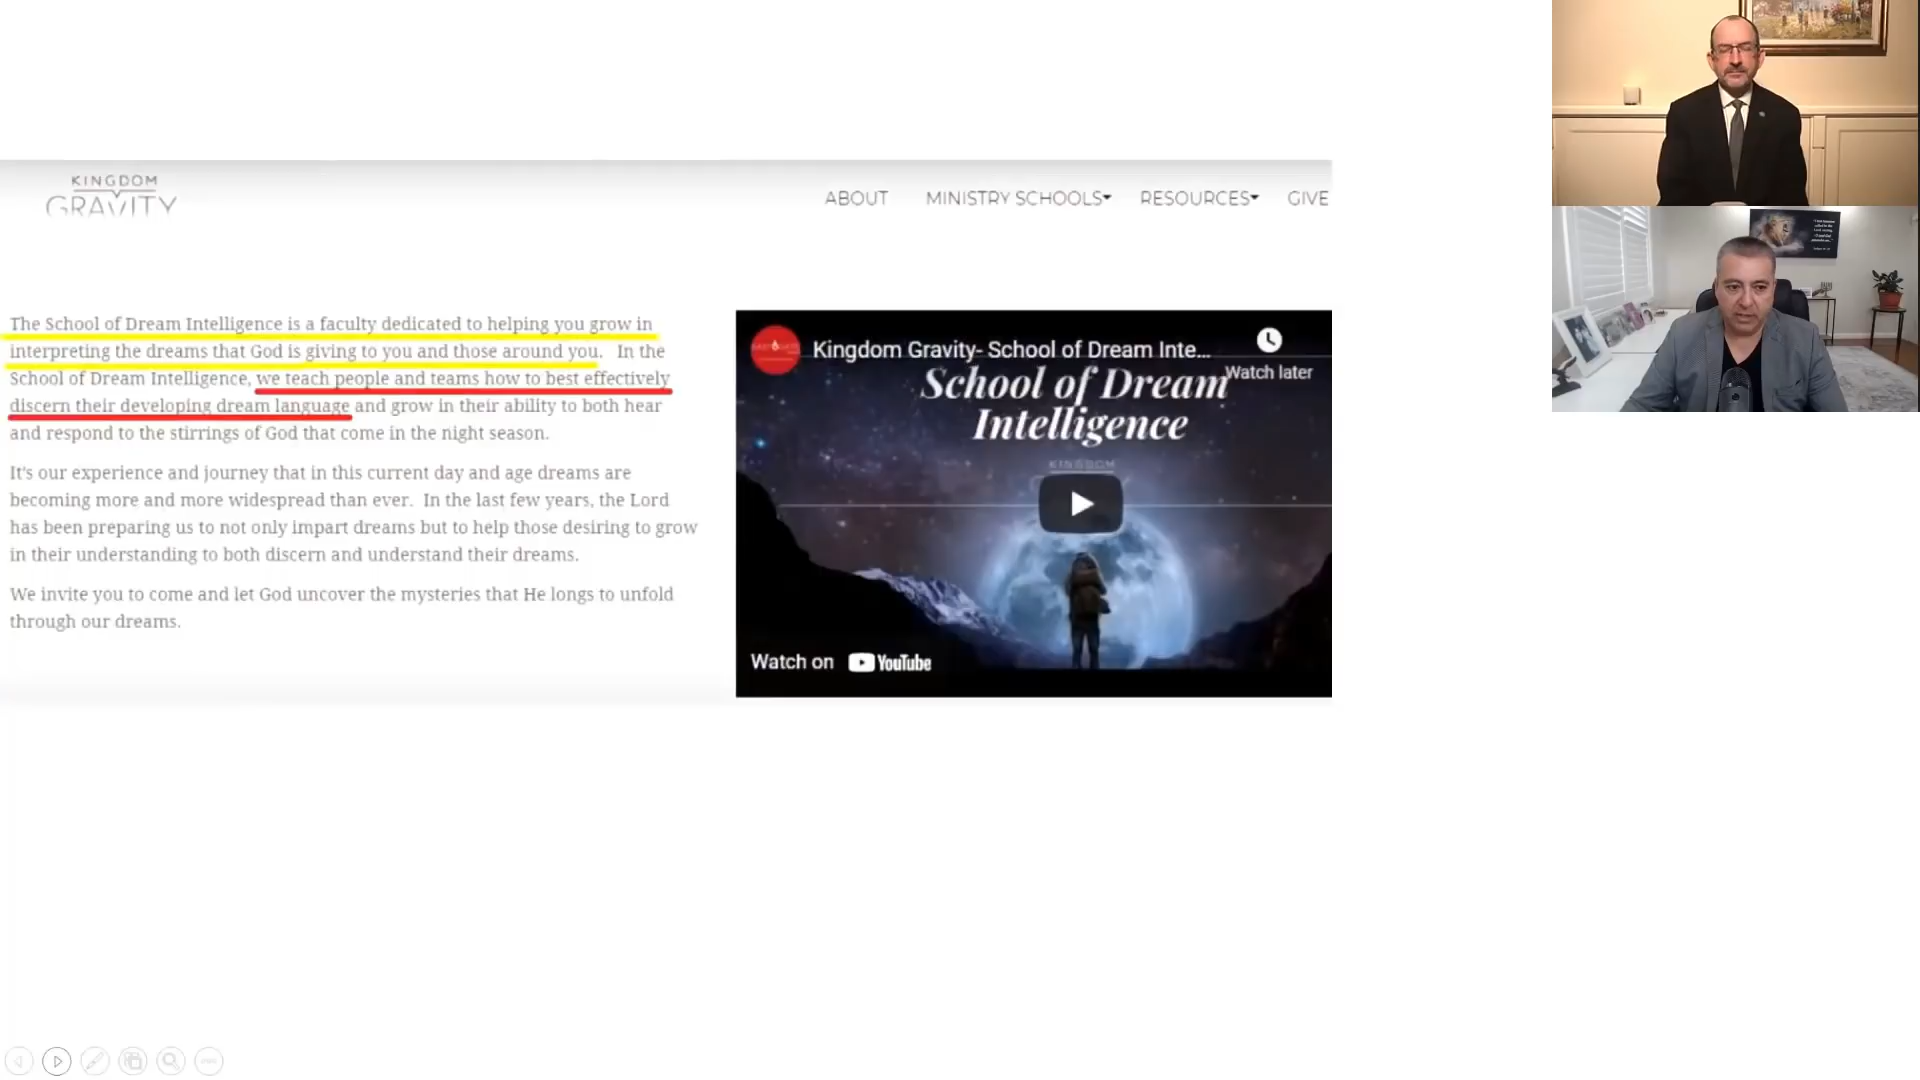 KINGDOM
GRAVITY
ABOUT
MINISTRY SCHOOLS
RESOURCES
GIVE
The School of Dream Intelligence is a faculty dedicated to helping you grow in
interpreting the dreams that God is giving to you and those around you. In the
School of Dream Intelligence, we teach people and teams how to best effectively
discern their developing dream language and grow in their ability to both hear
and respond to the stirrings of God that come in the night season.
It's our experience and journey that in this current day and age dreams are
becoming more and more widespread than ever. In the last few years, the Lord
has been preparing us to not only impart dreams but to help those desiring to grow
in their understanding to both discern and understand their dreams.
We invite you to come and let God uncover the mysteries that He longs to unfold
through our dreams.
Kingdom Gravity- School of Dream Inte...
Watch later
School of Dream
Intelligence
KINGDOM
Watch on YouTube